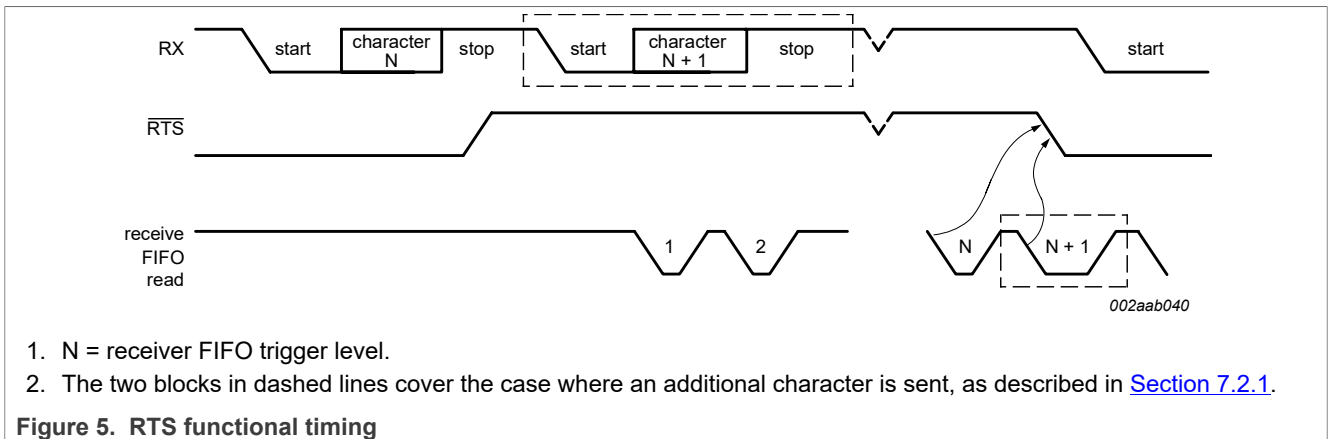 RX
start
character
N
stop
start
character
N + 1
stop
start
RTS
receive
FIFO
read
1
2
N
N + 1
002aab040
1. N = receiver FIFO trigger level.
2. The two blocks in dashed lines cover the case where an additional character is sent, as described in Section 7.2.1.
Figure 5. RTS functional timing